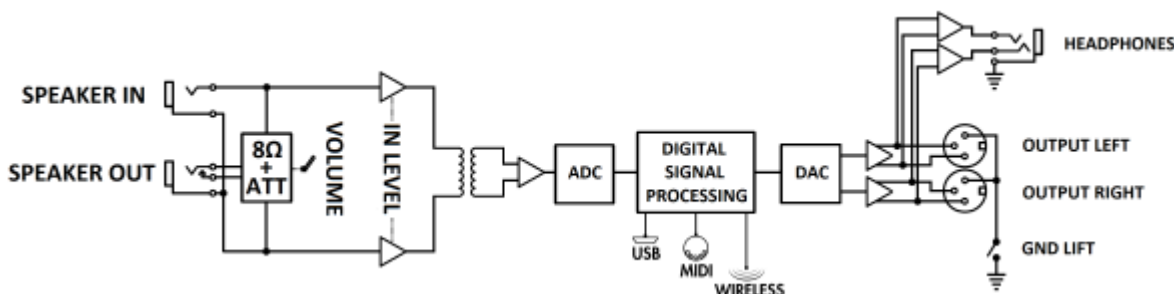 SPEAKER IN
SPEAKER OUT
8Ω
+
ATT
VOLUME
IN LEVEL
ADC
DIGITAL
SIGNAL
PROCESSING
USB
MIDI
WIRELESS
DAC
HEADPHONES
OUTPUT LEFT
OUTPUT RIGHT
GND LIFT